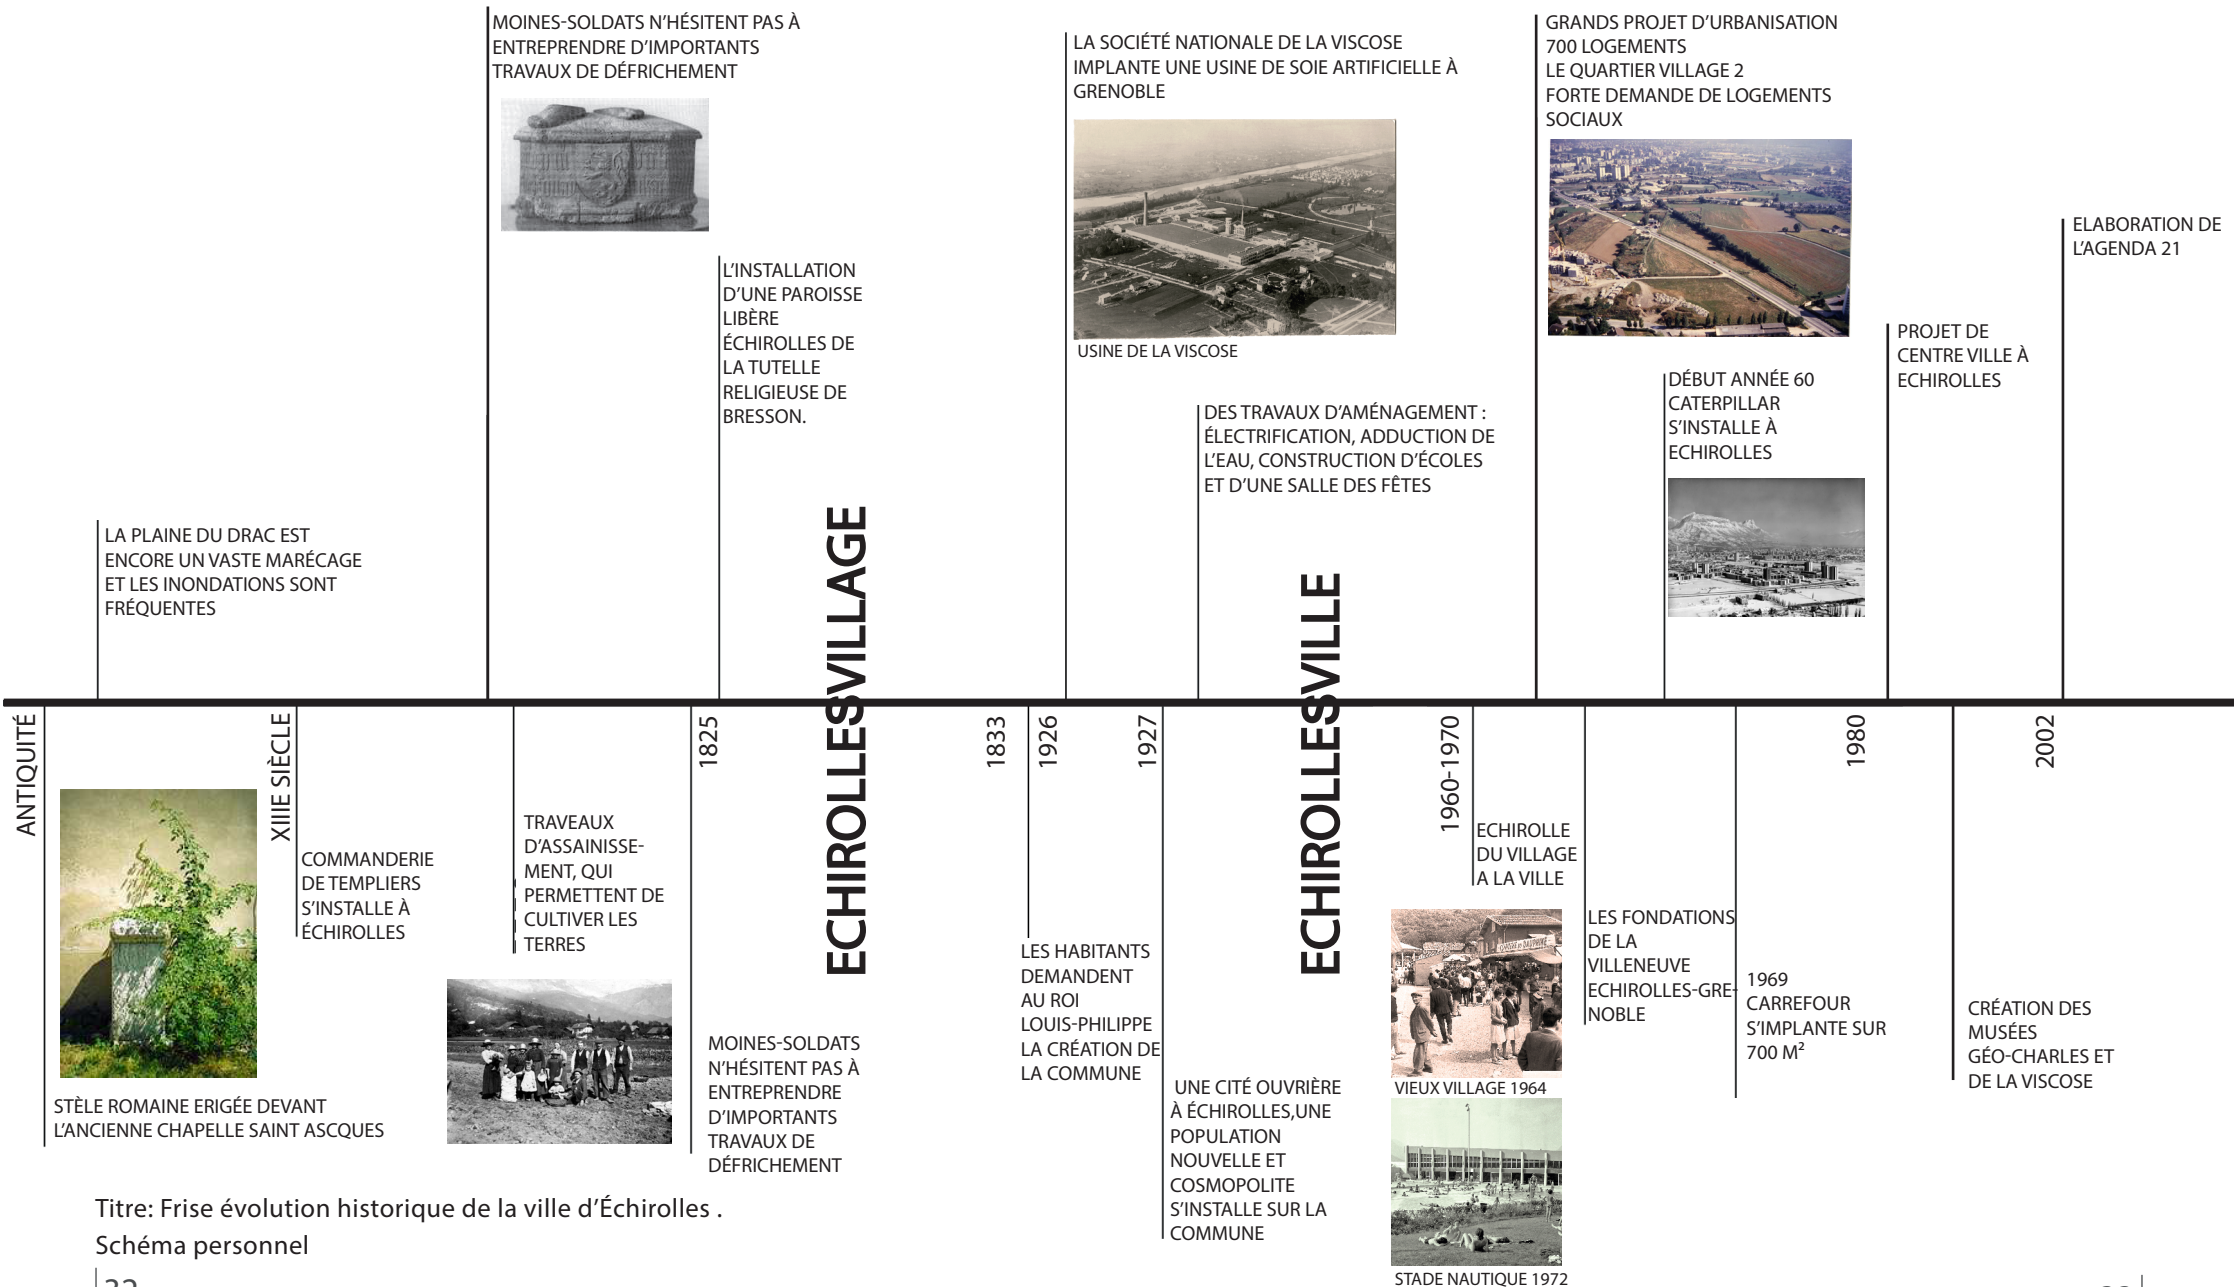 MOINES-SOLDATS N'HÉSITENT PAS À
ENTREPRENDRE D'IMPORTANTS
TRAVAUX DE DÉFRICHEMENT
LA SOCIÉTÉ NATIONALE DE LA VISCOSE
IMPLANTE UNE USINE DE SOIE ARTIFICIELLE À
GRENOBLE
GRANDS PROJET D'URBANISATION
700 LOGEMENTS
LE QUARTIER VILLAGE 2
FORTE DEMANDE DE LOGEMENTS
SOCIAUX
ELABORATION DE
L'AGENDA 21
L'INSTALLATION
D'UNE PAROISSE
LIBÈRE
ÉCHIROLLES DE
LA TUTELLE
RELIGIEUSE DE
BRESSON.
USINE DE LA VISCOSE
PROJET DE
CENTRE VILLE À
ECHIROLLES
DÉBUT ANNÉE 60
CATERPILLAR
S'INSTALLE À
ECHIROLLES
DES TRAVAUX D'AMÉNAGEMENT :
ÉLECTRIFICATION, ADDUCTION DE
L'EAU, CONSTRUCTION D'ÉCOLES
ET D'UNE SALLE DES FÊTES
LA PLAINE DU DRAC EST
ENCORE UN VASTE MARÉCAGE
ET LES INONDATIONS SONT
FRÉQUENTES
ECHIROLLESVILLAGE
ECHIROLLESVILLE
ANTIQUITÉ
XIIIE SIÈCLE
1825
1833
1926
1927
1960-1970
1980
2002
COMMANDERIE
DE TEMPLIERS
S'INSTALLE À
ÉCHIROLLES
TRAVEAUX
D'ASSAINISSE-
MENT, QUI
PERMETTENT DE
CULTIVER LES
TERRES
ECHIROLLE
DU VILLAGE
A LA VILLE
LES FONDATIONS
DE LA
VILLENEUVE
ECHIROLLES-GRE-
NOBLE
1969
CARREFOUR
S'IMPLANTE SUR
700 M²
CRÉATION DES
MUSÉES
GÉO-CHARLES ET
DE LA VISCOSE
LES HABITANTS
DEMANDENT
AU ROI
LOUIS-PHILIPPE
LA CRÉATION DE
LA COMMUNE
MOINES-SOLDATS
N'HÉSITENT PAS À
ENTREPRENDRE
D'IMPORTANTS
TRAVAUX DE
DÉFRICHEMENT
UNE CITÉ OUVRIÈRE
À ÉCHIROLLES,UNE
POPULATION
NOUVELLE ET
COSMOPOLITE
S'INSTALLE SUR LA
COMMUNE
VIEUX VILLAGE 1964
STADE NAUTIQUE 1972
STÈLE ROMAINE ERIGÉE DEVANT
L'ANCIENNE CHAPELLE SAINT ASCQUES
Titre: Frise évolution historique de la ville d'Échirolles .
Schéma personnel